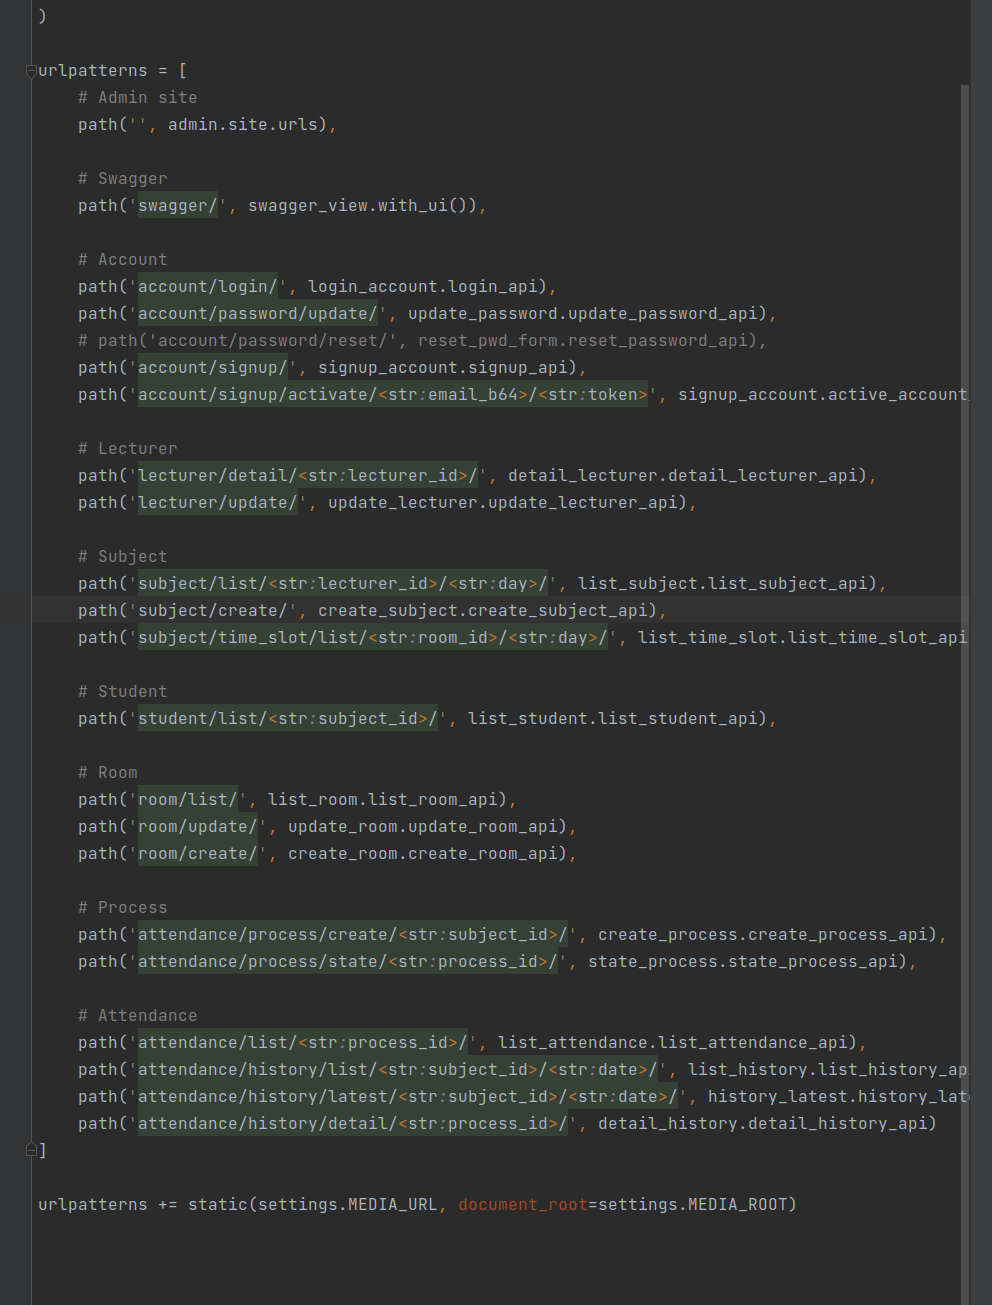 )
urlpatterns = [
# Admin site
path('', admin.site.urls),
# Swagger
path('swagger/', swagger_view.with_ui()),
# Account
path('account/login/', login_account.login_api),
path('account/password/update/', update_password.update_password_api),
# path('account/password/reset/', reset_pwd_form.reset_password_api),
path('account/signup/', signup_account.signup_api),
path('account/signup/activate/<str:email_b64>/<str:token>', signup_account.active_account_
# Lecturer
path('lecturer/detail/<str:lecturer_id>/', detail_lecturer.detail_lecturer_api),
path('lecturer/update/', update_lecturer.update_lecturer_api),
# Subject
path('subject/list/<str:lecturer_id>/<str:day>/', list_subject.list_subject_api),
path('subject/create/', create_subject.create_subject_api),
path('subject/time_slot/list/<str:room_id>/<str:day>/', list_time_slot.list_time_slot_api
# Student
path('student/list/<str:subject_id>/', list_student.list_student_api),
# Room
path('room/list/', list_room.list_room_api),
path('room/update/', update_room.update_room_api),
path('room/create/', create_room.create_room_api),
# Process
path('attendance/process/create/<str:subject_id>/', create_process.create_process_api),
path('attendance/process/state/<str:process_id>/', state_process.state_process_api),
# Attendance
path('attendance/list/<str:process_id>/', list_attendance.list_attendance_api),
path('attendance/history/list/<str:subject_id>/<str:date>/', list_history.list_history_ap
path('attendance/history/latest/<str:subject_id>/<str:date>/', history_latest.history_late
path('attendance/history/detail/<str:process_id>/', detail_history.detail_history_api)
]
urlpatterns += static(settings.MEDIA_URL, document_root=settings.MEDIA_ROOT)